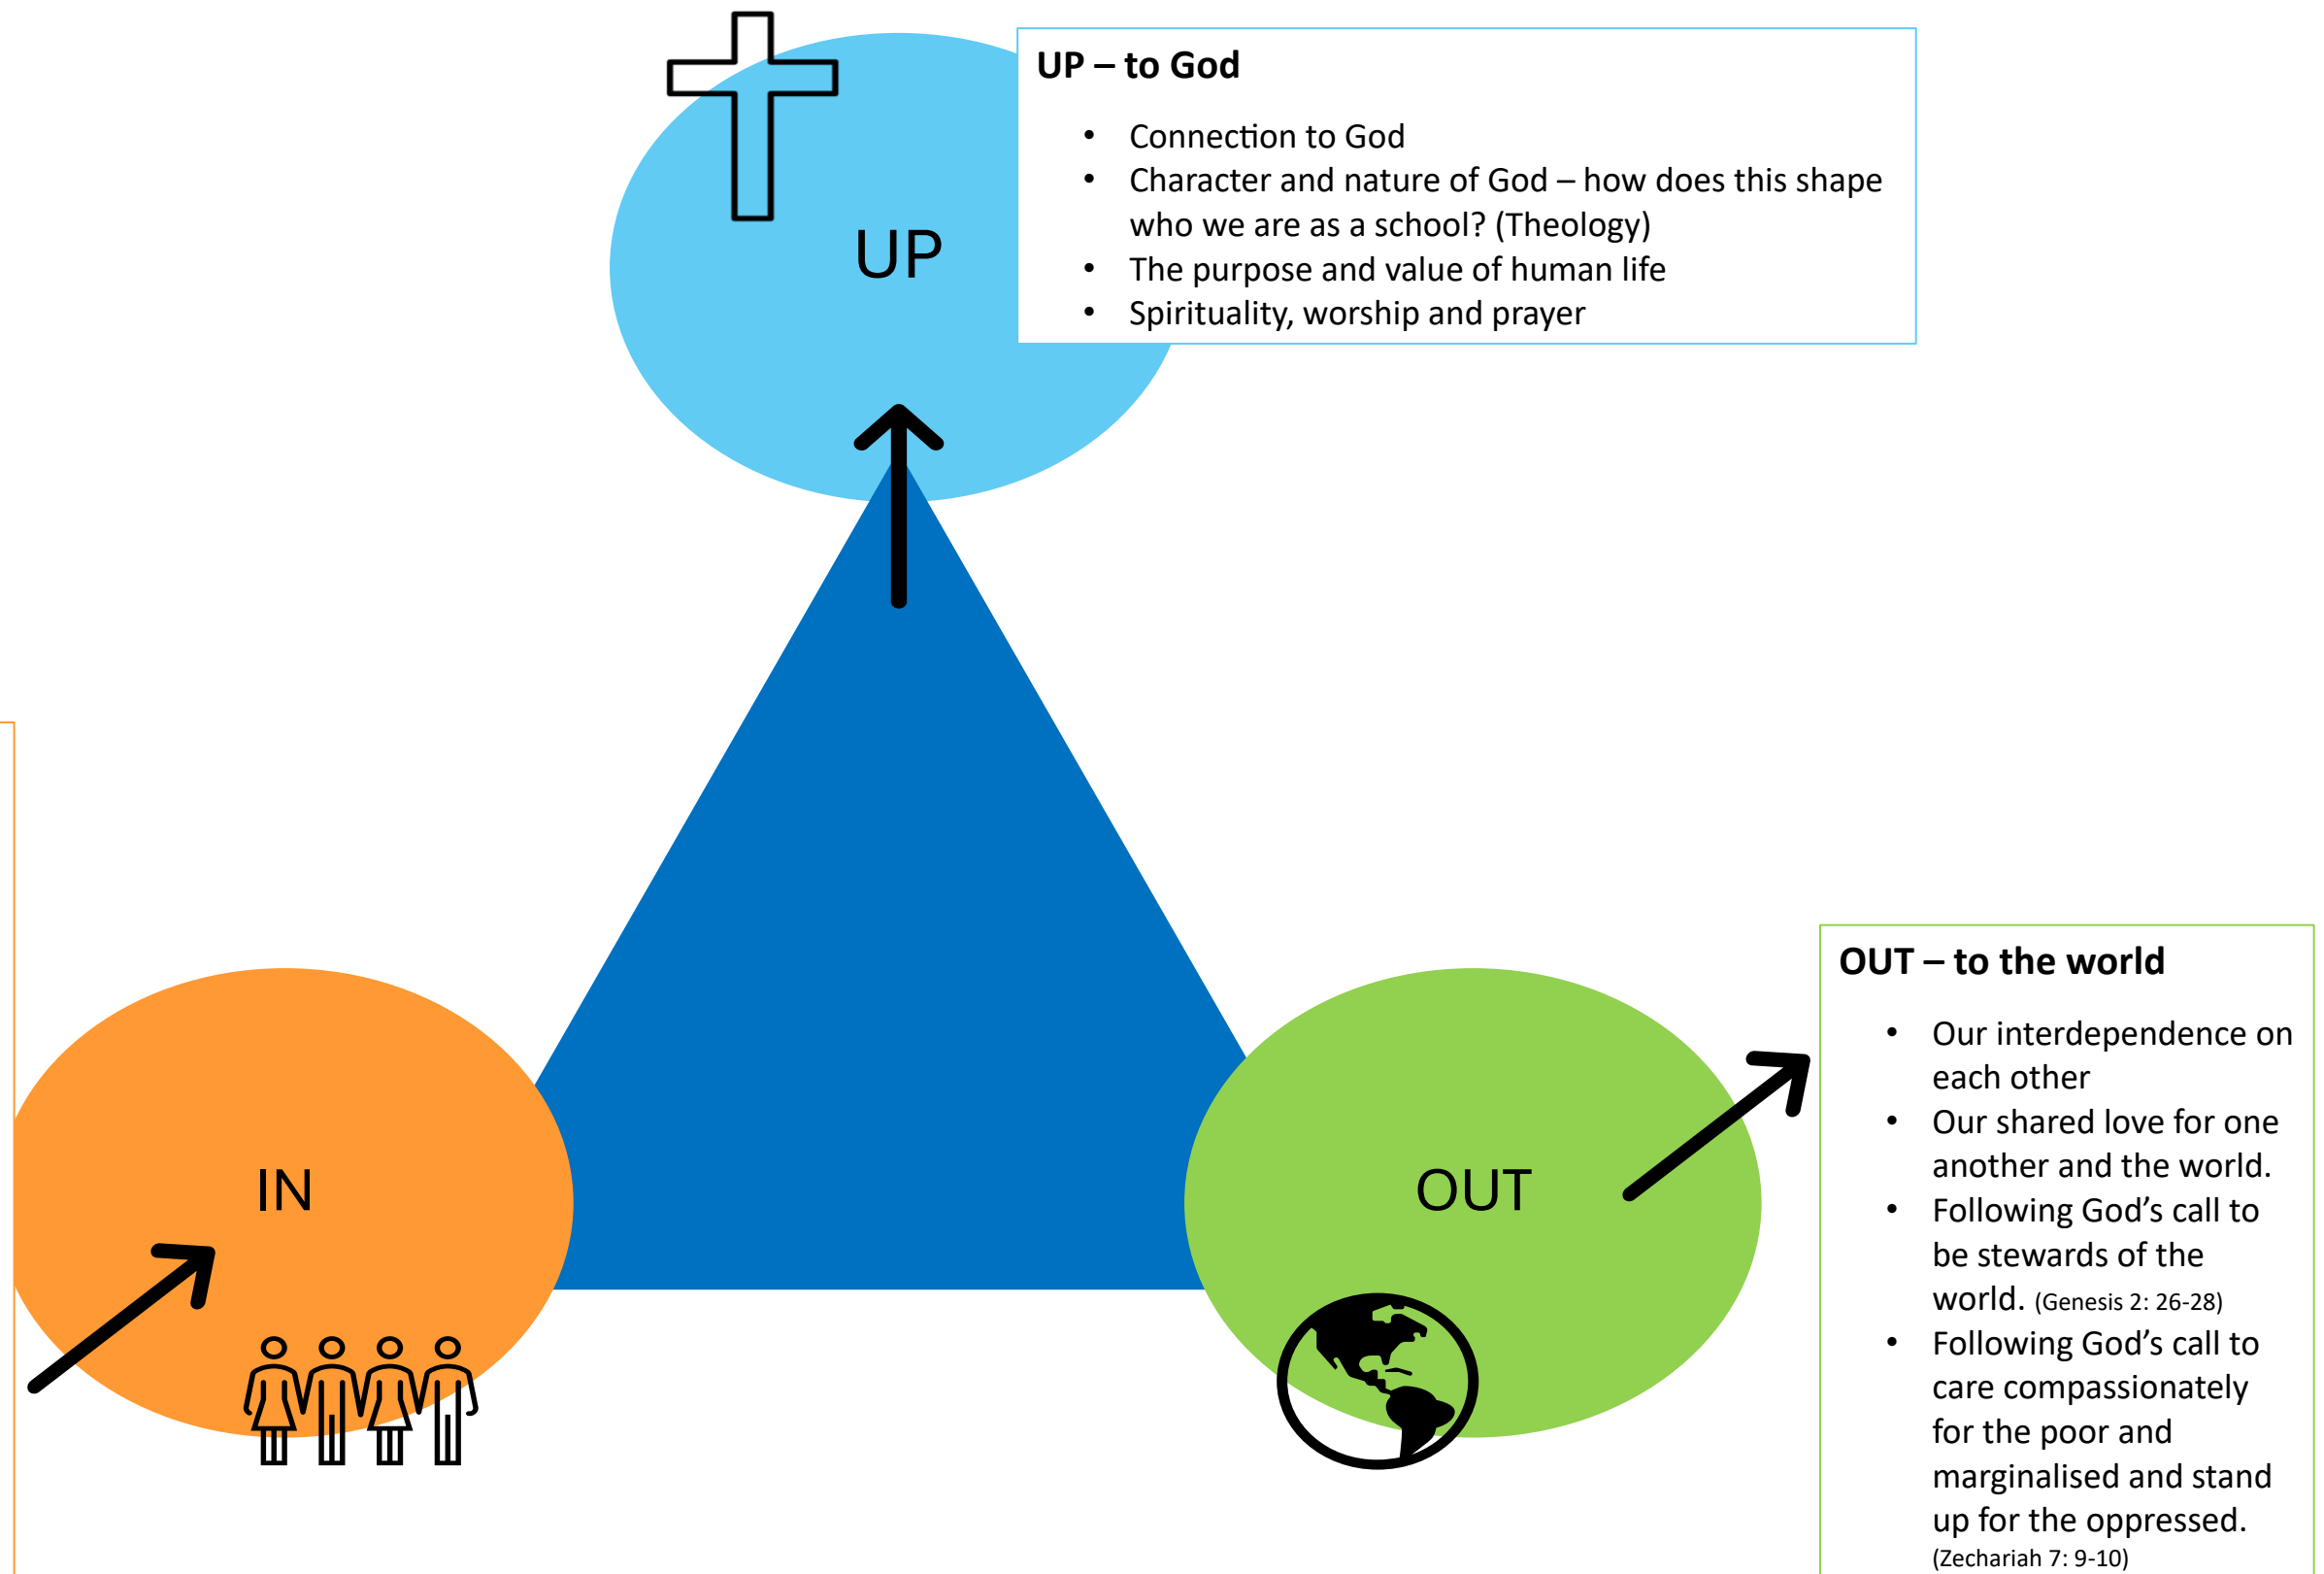 UP – to God
• Connection to God
• Character and nature of God – how does this shape
who we are as a school? (Theology)
• The purpose and value of human life
• Spirituality, worship and prayer
UP
IN
OUT
OUT – to the world
• Our interdependence on
each other
• Our shared love for one
another and the world.
• Following God’s call to
be stewards of the
world. (Genesis 2: 26-28)
• Following God’s call to
care compassionately
for the poor and
marginalised and stand
up for the oppressed.
(Zechariah 7: 9-10)